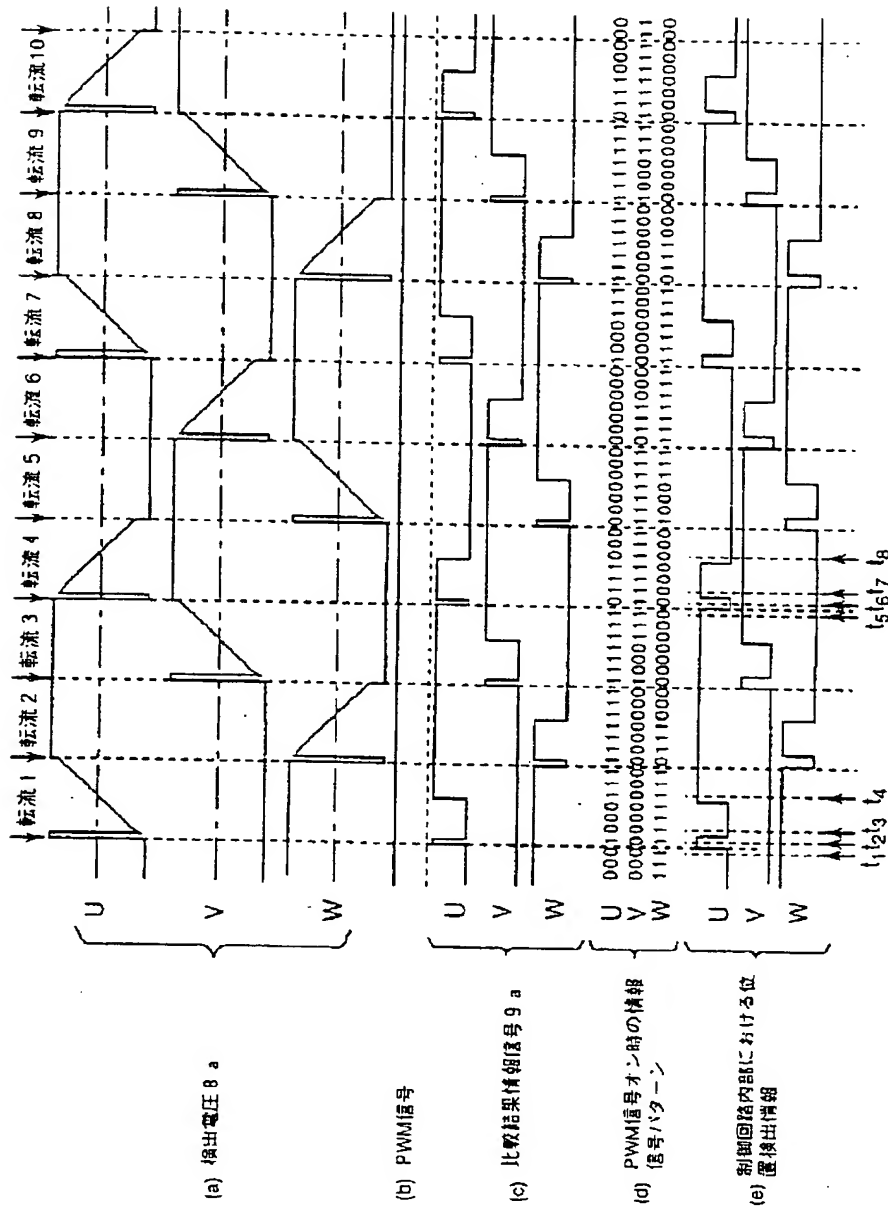 転流1 転流2 転流3 転流4 転流5 転流6 転流7 転流8 転流9 転流10
(a) 検出電圧8a
U
V
W
(b) PWM信号
(c) 比較結果情報信号9a
U
V
W
(d) PWM信号オン時の情報
信号パターン
U
V
W
(e) 制御回路内部における位
置検出情報
U
V
W
t1 t2 t3 t4 t5 t6 t7 t8